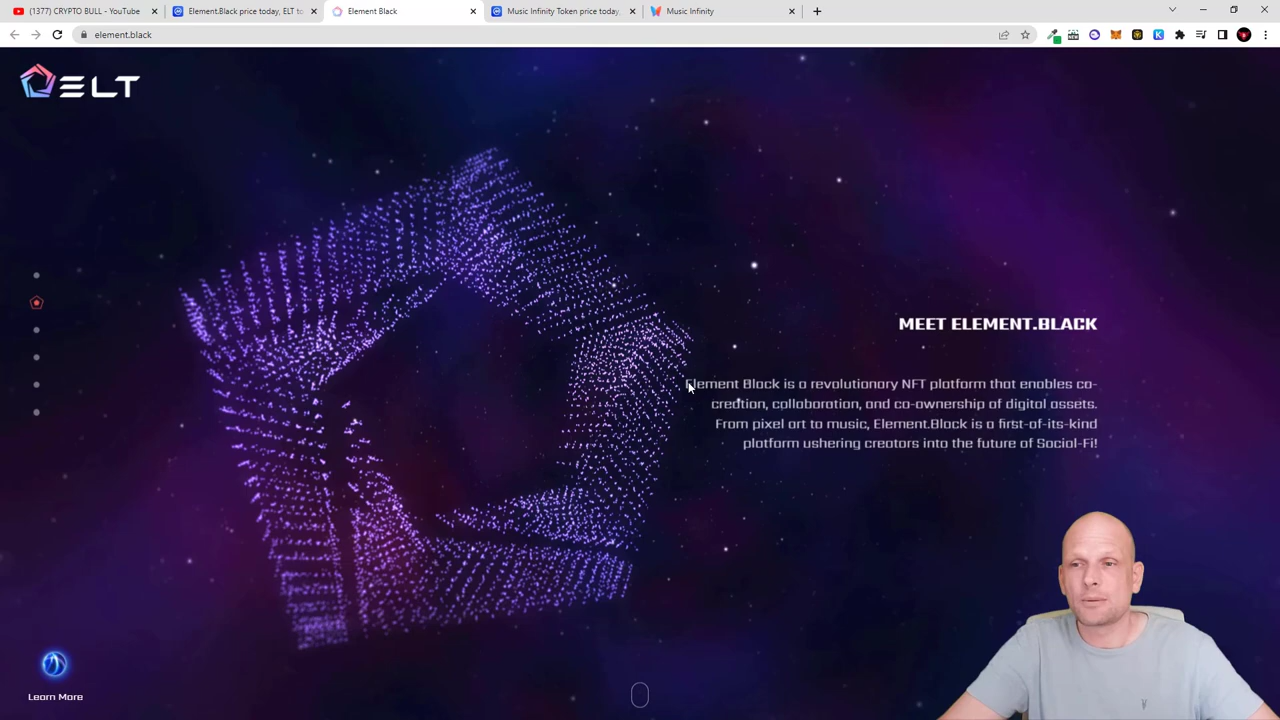 (1377) CRYPTO BULL - YouTube
Element.Black price today, ELT to
Element Black
Music Infinity Token price today,
Music Infinity
element.black
ELT
MEET ELEMENT.BLACK
Element Black is a revolutionary NFT platform that enables co-
creation, collaboration, and co-ownership of digital assets.
From pixel art to music, Element.Black is a first-of-its-kind
platform ushering creators into the future of Social-Fi!
Learn More